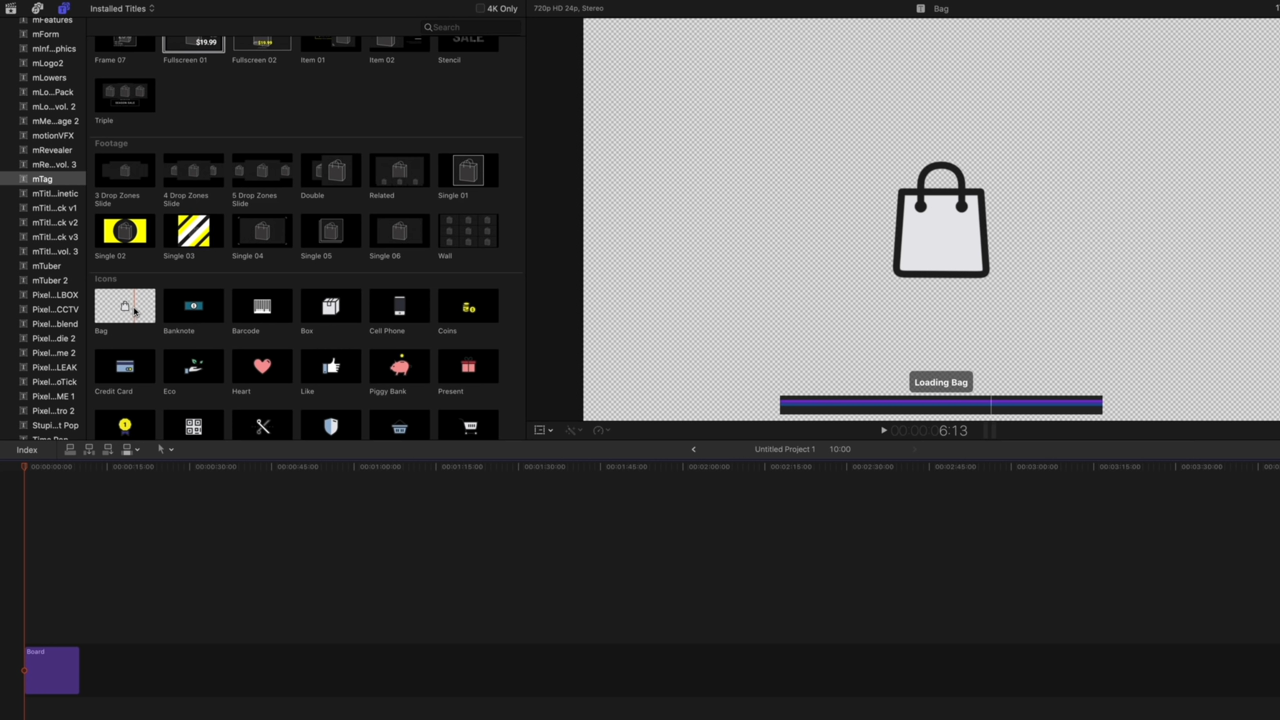 Installed Titles
4K Only
720p HD 24p, Stereo
Bag
Search
mFeatures
mForm
mInf...phics
mLogo2
mLowers
mLo...Pack
mLo...vol. 2
mMe...age 2
motionVFX
mRevealer
mRe...vol. 3
mTag
mTitl...inetic
mTitl...ck v1
mTitl...ck v2
mTitl...ck v3
mTitl...vol. 3
mTuber
mTuber 2
Pixel...LBOX
Pixel...CCTV
Pixel...blend
Pixel...die 2
Pixel...me 2
Pixel...LEAK
Pixel...oTick
Pixel...ME 1
Pixel...tro 2
Stupi...t Pop
$19.99
SALE
Frame 07
Fullscreen 01
Fullscreen 02
Item 01
Item 02
Stencil
Triple
Footage
3 Drop Zones Slide
4 Drop Zones Slide
5 Drop Zones Slide
Double
Related
Single 01
Single 02
Single 03
Single 04
Single 05
Single 06
Wall
Icons
Bag
Banknote
Barcode
Box
Cell Phone
Coins
Credit Card
Eco
Heart
Like
Piggy Bank
Present
Loading Bag
00:00:00:0 6:13
Index
Untitled Project 1
10:00
00:00:00:00
00:00:15:00
00:00:30:00
00:00:45:00
00:01:00:00
00:01:15:00
00:01:30:00
00:01:45:00
00:02:00:00
00:02:15:00
00:02:30:00
00:02:45:00
00:03:00:00
00:03:15:00
00:03:30:00
Board